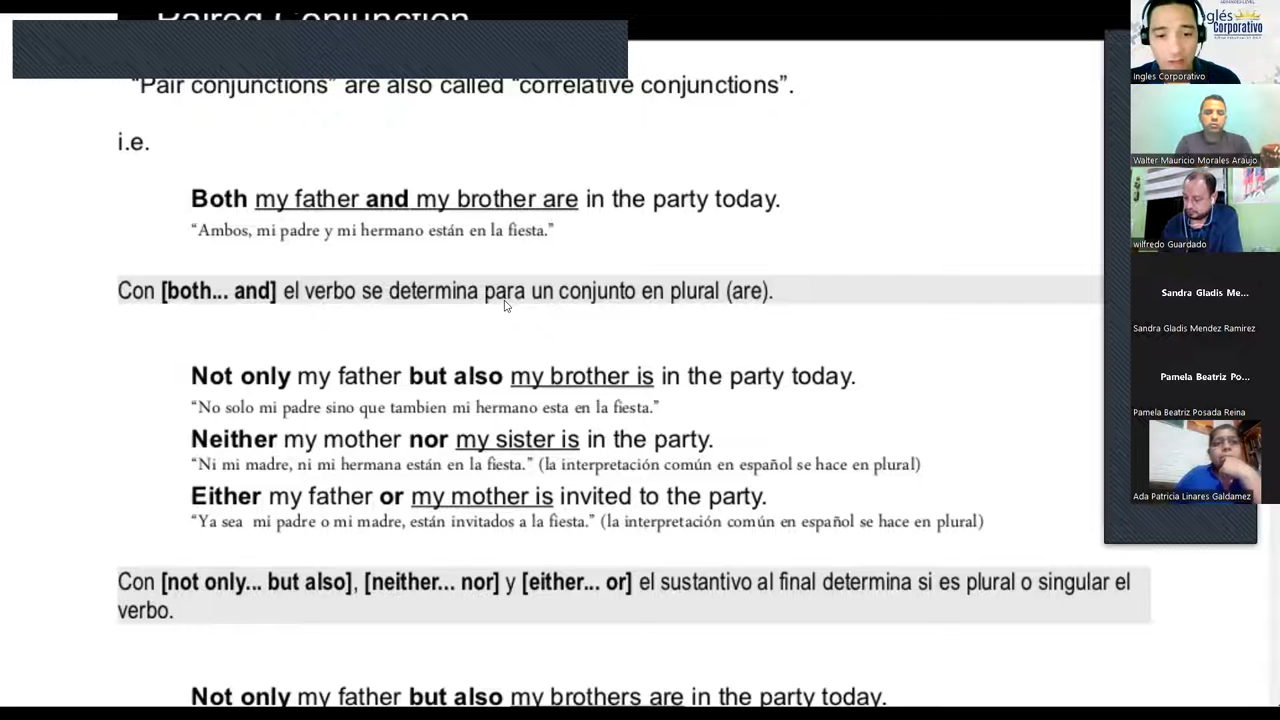 Paired Conjunction
“Pair conjunctions” are also called “correlative conjunctions”.
i.e.
Both my father and my brother are in the party today.
“Ambos, mi padre y mi hermano están en la fiesta.”
Con [both... and] el verbo se determina para un conjunto en plural (are).
Not only my father but also my brother is in the party today.
“No solo mi padre sino que tambien mi hermano esta en la fiesta.”
Neither my mother nor my sister is in the party.
“Ni mi madre, ni mi hermana están en la fiesta.” (la interpretación común en español se hace en plural)
Either my father or my mother is invited to the party.
“Ya sea mi padre o mi madre, están invitados a la fiesta.” (la interpretación común en español se hace en plural)
Con [not only... but also], [neither... nor] y [either... or] el sustantivo al final determina si es plural o singular el
verbo.
Not only my father but also my brothers are in the party today.
Inglés
Corporativo
Ingles Corporativo
Walter Mauricio Morales Araujo
wilfredo Guardado
Sandra Gladis Me...
Sandra Gladis Mendez Ramirez
Pamela Beatriz Po...
Pamela Beatriz Posada Reina
Ada Patricia Linares Galdamez